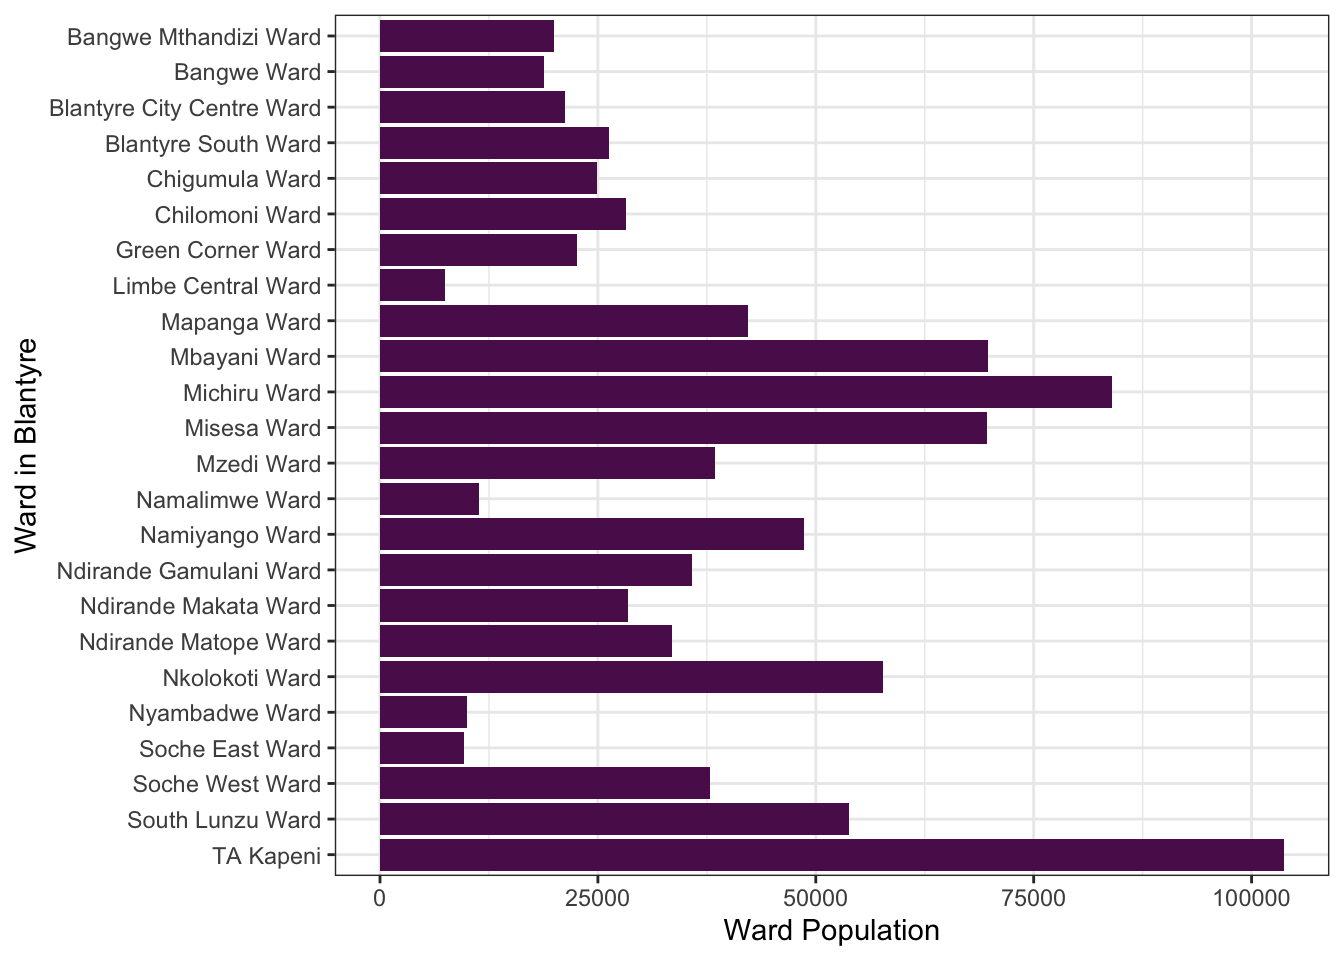 Bangwe Mthandizi Ward
Bangwe Ward
Blantyre City Centre Ward
Blantyre South Ward
Chigumula Ward
Chilomoni Ward
Green Corner Ward
Limbe Central Ward
Mapanga Ward
Mbayani Ward
Michiru Ward
Misesa Ward
Mzedi Ward
Namalimwe Ward
Namiyango Ward
Ndirande Gamulani Ward
Ndirande Makata Ward
Ndirande Matope Ward
Nkolokoti Ward
Nyambadwe Ward
Soche East Ward
Soche West Ward
South Lunzu Ward
TA Kapeni
Ward in Blantyre
0 25000 50000 75000 100000
Ward Population